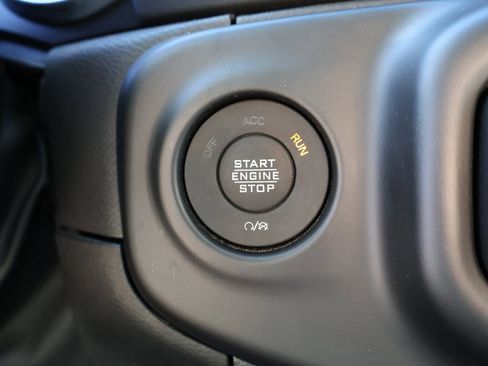 OFF
ACC
RUN
START
ENGINE
STOP